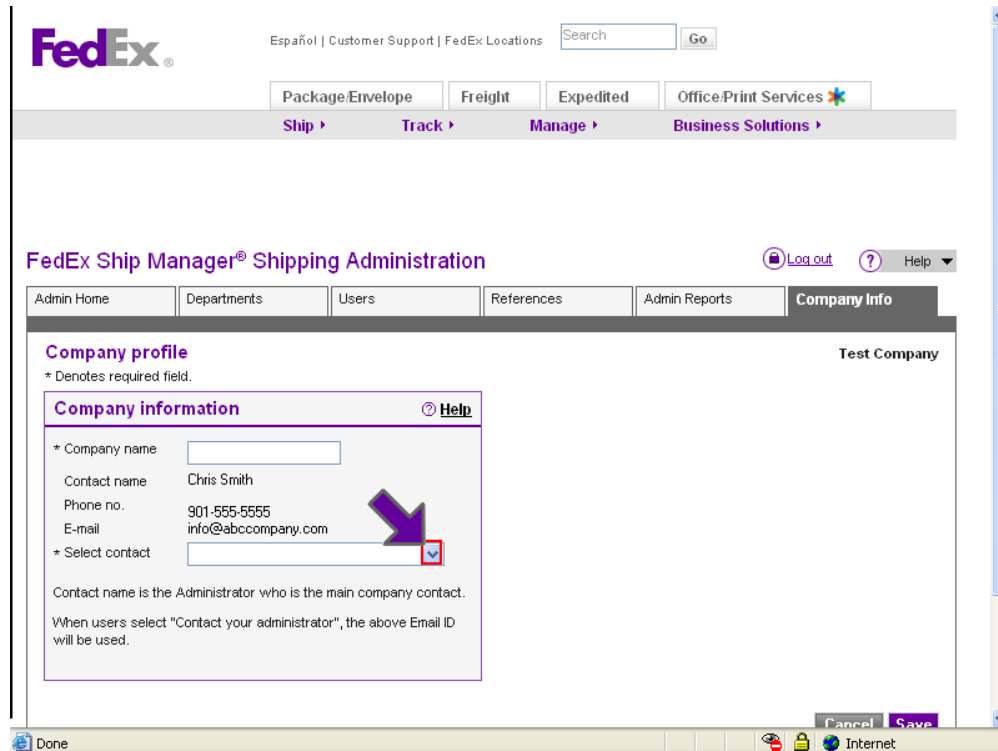 FedEx®
Español | Customer Support | FedEx Locations Search Go
Package/Envelope Freight Expedited Office/Print Services
Ship Track Manage Business Solutions
FedEx Ship Manager® Shipping Administration
Log out ? Help
Admin Home Departments Users References Admin Reports Company Info
Company profile Test Company
* Denotes required field.
Company information ? Help
* Company name
Contact name Chris Smith
Phone no. 901-555-5555
E-mail info@abccompany.com
* Select contact
Contact name is the Administrator who is the main company contact.
When users select "Contact your administrator", the above Email ID
will be used.
Cancel Save
Done Internet